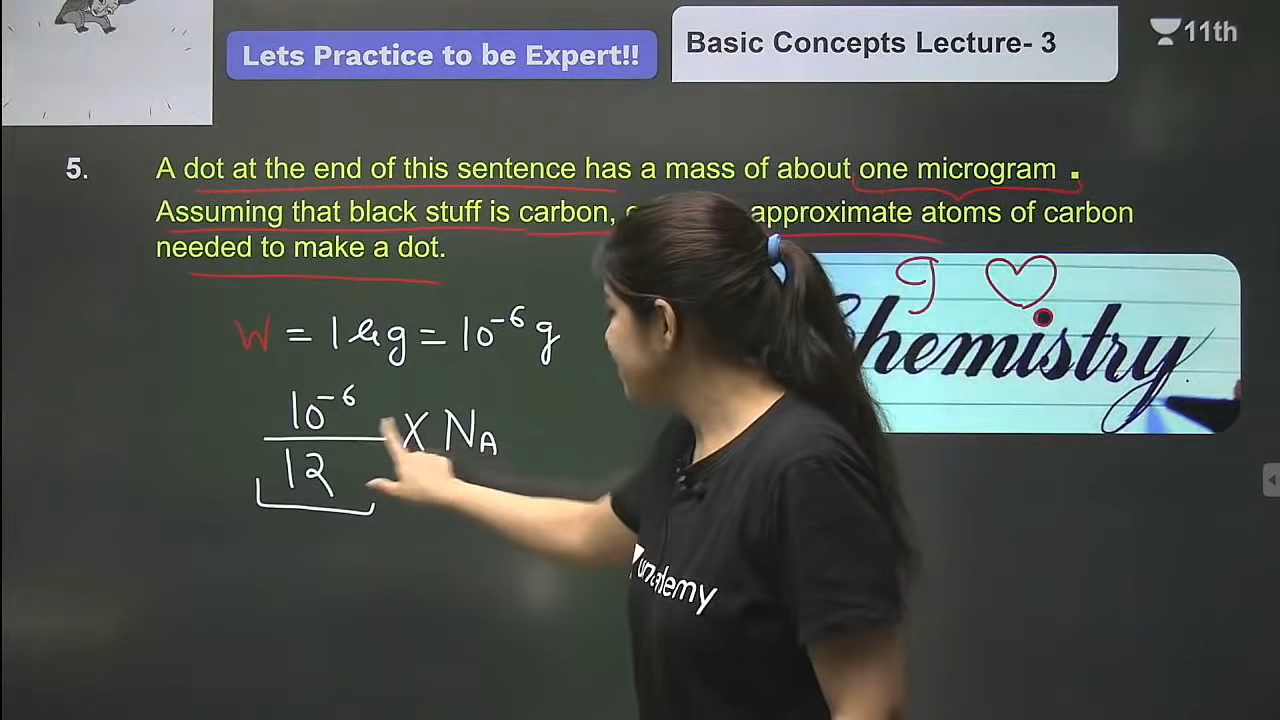 Lets Practice to be Expert!!
Basic Concepts Lecture- 3
11th
5. A dot at the end of this sentence has a mass of about one microgram .
Assuming that black stuff is carbon, approximate atoms of carbon
needed to make a dot.
I ♡
Chemistry
W = 1 μg = 10⁻⁶ g
10⁻⁶
× N_A
12
unacademy